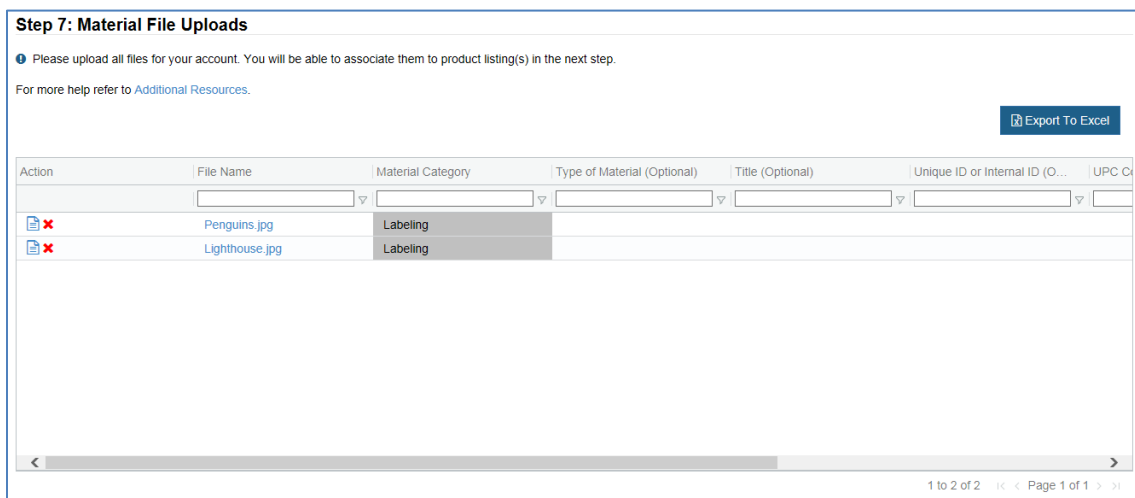 Step 7: Material File Uploads
Please upload all files for your account. You will be able to associate them to product listing(s) in the next step.
For more help refer to Additional Resources.
Export To Excel
Action File Name Material Category Type of Material (Optional) Title (Optional) Unique ID or Internal ID (O... UPC Co
Penguins.jpg Labeling
Lighthouse.jpg Labeling
1 to 2 of 2 Page 1 of 1